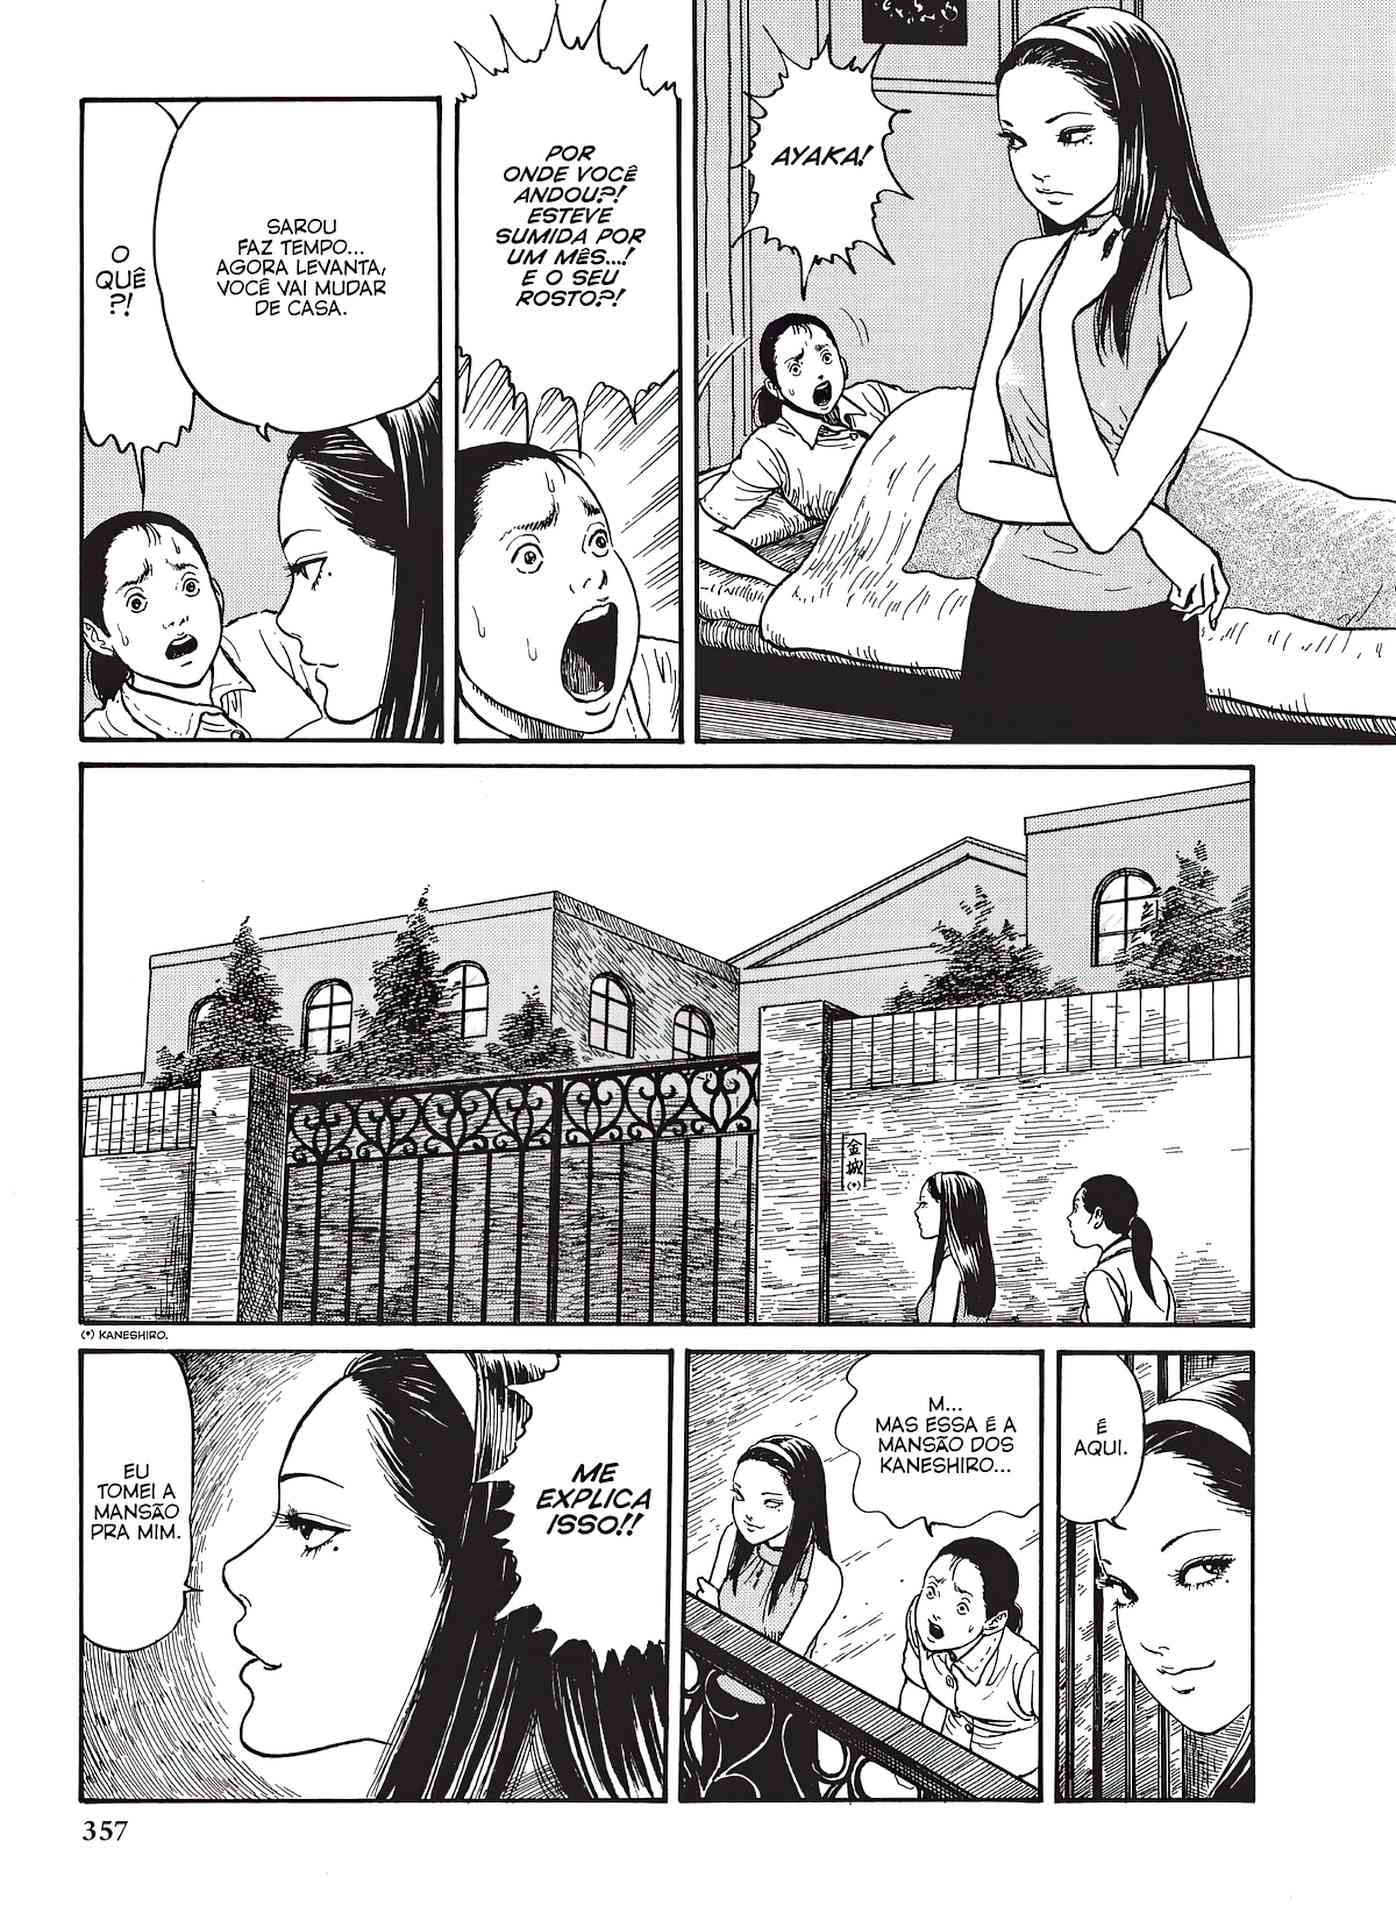 AYAKA!
POR
ONDE VOCÊ
ANDOU?!
ESTEVE
SUMIDA POR
UM MÊS...!
E O SEU
ROSTO?!
SAROU
FAZ TEMPO...
AGORA LEVANTA,
VOCÊ VAI MUDAR
DE CASA.
O
QUÊ
?!
金
城
(*)
(*) KANESHIRO.
É
AQUI.
M...
MAS ESSA É A
MANSÃO DOS
KANESHIRO...
ME
EXPLICA
ISSO!!
EU
TOMEI A
MANSÃO
PRA MIM.
357